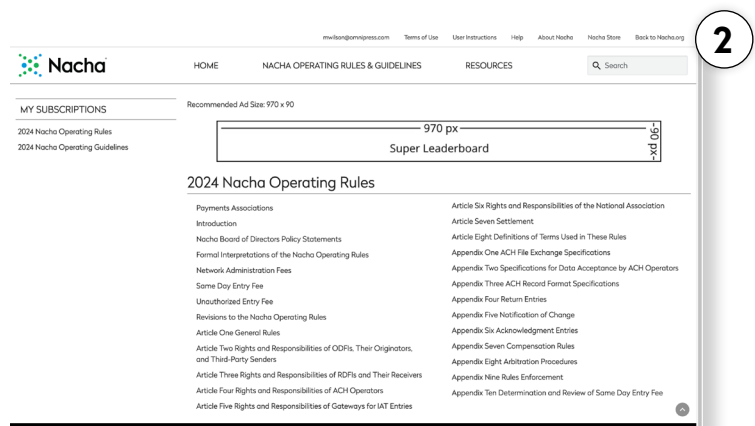 2
mwilson@omnipress.com Terms of Use User Instructions Help About Nacha Nacha Store Back to Nacha.org
Nacha
HOME NACHA OPERATING RULES & GUIDELINES RESOURCES Search
MY SUBSCRIPTIONS
2024 Nacha Operating Rules
2024 Nacha Operating Guidelines
Recommended Ad Size: 970 x 90
970 px
Super Leaderboard
90 px
2024 Nacha Operating Rules
Payments Associations
Introduction
Nacha Board of Directors Policy Statements
Formal Interpretations of the Nacha Operating Rules
Network Administration Fees
Same Day Entry Fee
Unauthorized Entry Fee
Revisions to the Nacha Operating Rules
Article One General Rules
Article Two Rights and Responsibilities of ODFIs, Their Originators,
and Third-Party Senders
Article Three Rights and Responsibilities of RDFIs and Their Receivers
Article Four Rights and Responsibilities of ACH Operators
Article Five Rights and Responsibilities of Gateways for IAT Entries
Article Six Rights and Responsibilities of the National Association
Article Seven Settlement
Article Eight Definitions of Terms Used in These Rules
Appendix One ACH File Exchange Specifications
Appendix Two Specifications for Data Acceptance by ACH Operators
Appendix Three ACH Record Format Specifications
Appendix Four Return Entries
Appendix Five Notification of Change
Appendix Six Acknowledgment Entries
Appendix Seven Compensation Rules
Appendix Eight Arbitration Procedures
Appendix Nine Rules Enforcement
Appendix Ten Determination and Review of Same Day Entry Fee